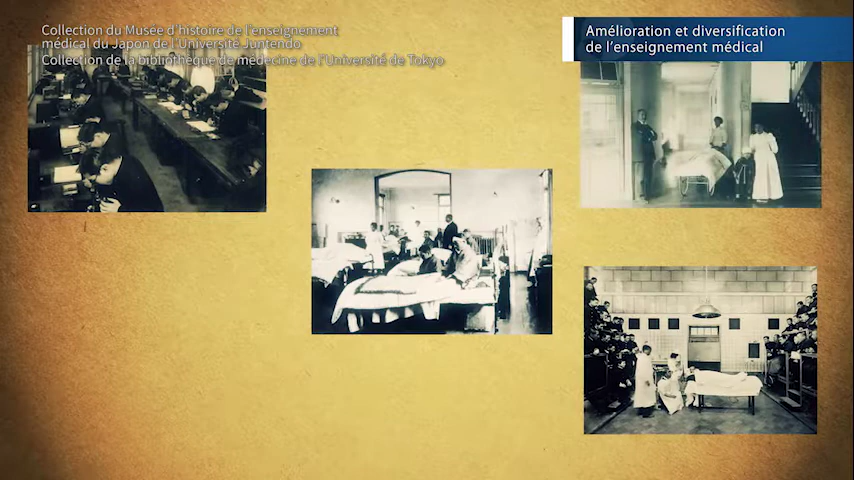 Collection du Musée d'histoire de l'enseignement
médical du Japon de l'Université Juntendo
Collection de la bibliothèque de médecine de l'Université de Tokyo
Amélioration et diversification
de l'enseignement médical